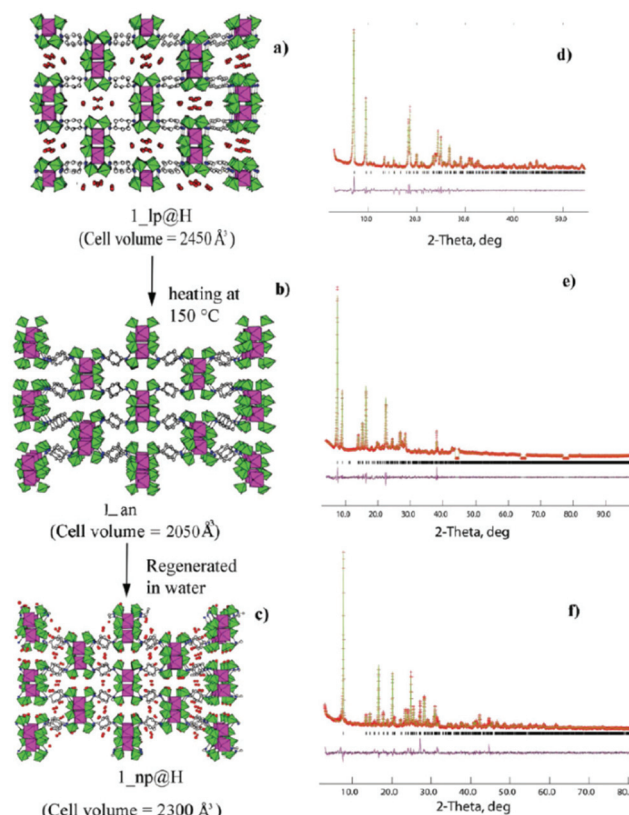 a)
1_lp@H
(Cell volume = 2450 Å³)
heating at
150 °C
b)
1_an
(Cell volume = 2050Å³)
Regenerated
in water
c)
1_np@H
(Cell volume = 2300 Å³)
d)
10.0 20.0 30.0 40.0 50.0
2-Theta, deg
e)
10.0 20.0 30.0 40.0 50.0 60.0 70.0 80.0 90.0
2-Theta, deg
f)
10.0 20.0 30.0 40.0 50.0 60.0 70.0 80.0
2-Theta, deg